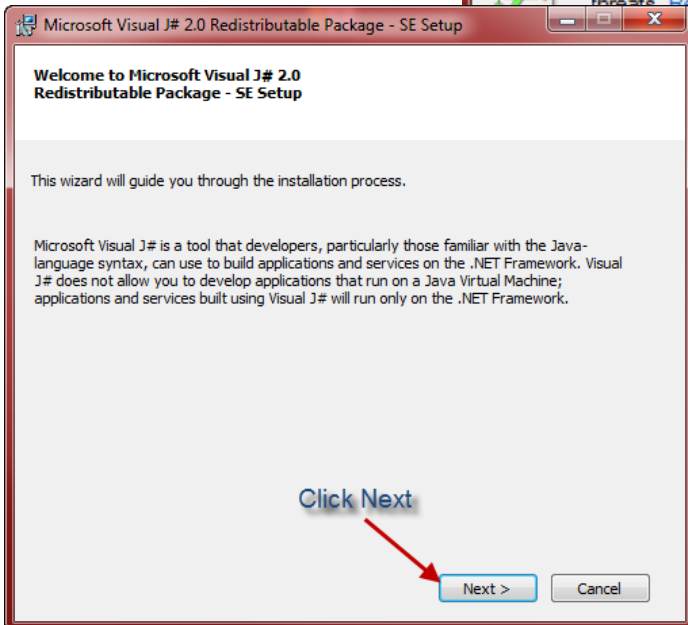 threats
Microsoft Visual J# 2.0 Redistributable Package - SE Setup
Welcome to Microsoft Visual J# 2.0
Redistributable Package - SE Setup
This wizard will guide you through the installation process.
Microsoft Visual J# is a tool that developers, particularly those familiar with the Java-
language syntax, can use to build applications and services on the .NET Framework. Visual
J# does not allow you to develop applications that run on a Java Virtual Machine;
applications and services built using Visual J# will run only on the .NET Framework.
Click Next
Next > Cancel